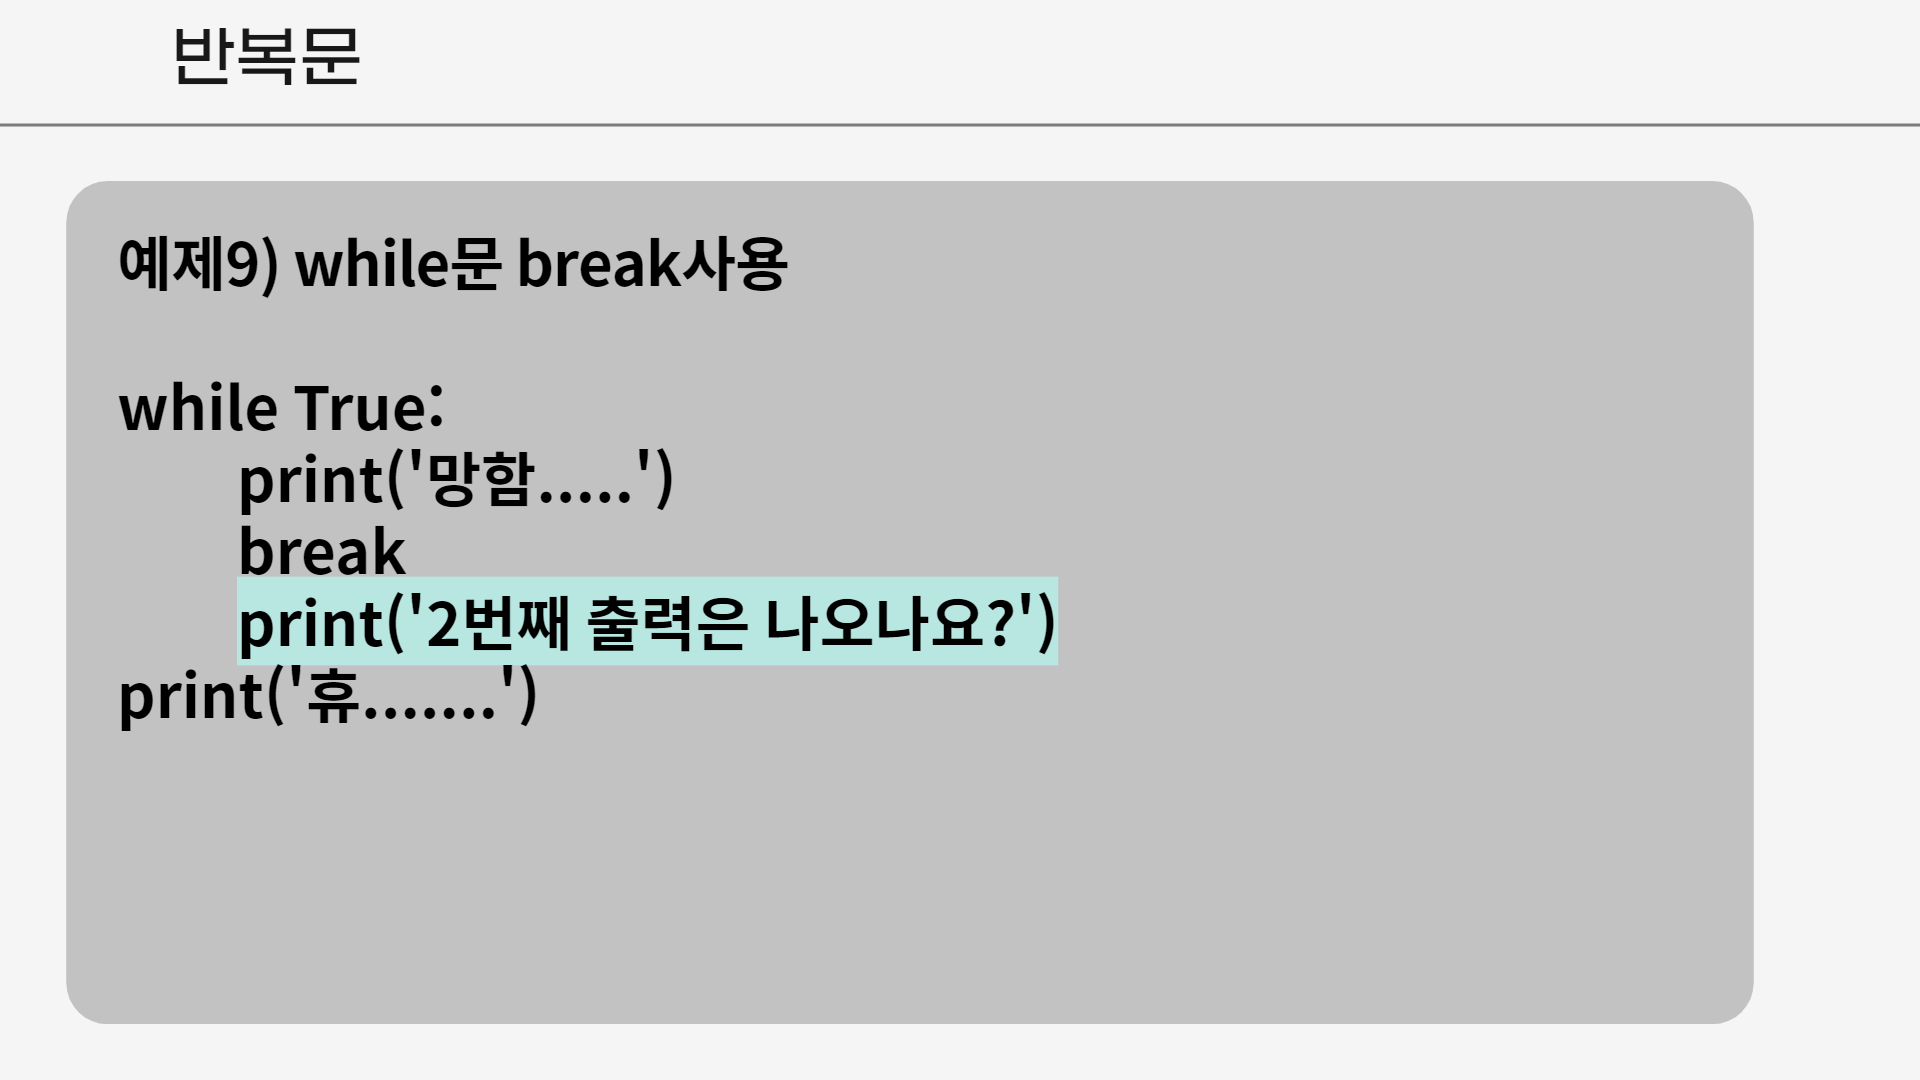 반복문
예제9) while문 break사용
while True:
print('망함.....')
break
print('2번째 출력은 나오나요?')
print('휴.......')